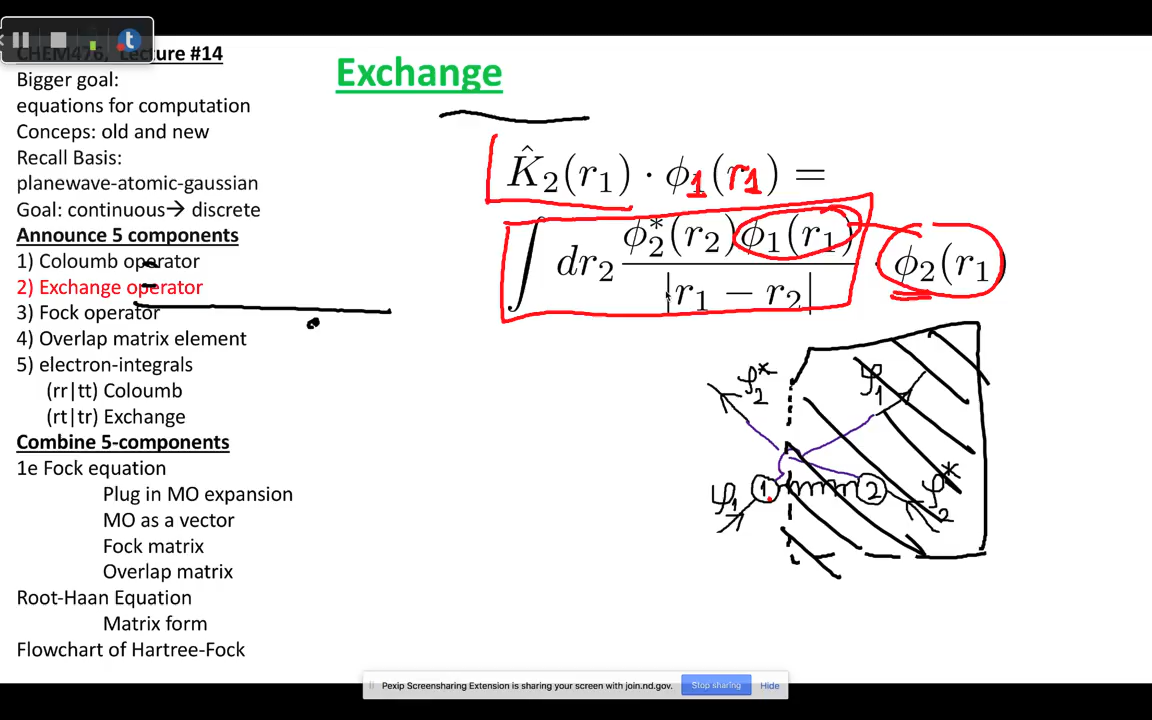 CHEM476, Lecture #14
Bigger goal:
equations for computation
Conceps: old and new
Recall Basis:
planewave-atomic-gaussian
Goal: continuous→ discrete
Announce 5 components
1) Coloumb operator
2) Exchange operator
3) Fock operator
4) Overlap matrix element
5) electron-integrals
(rr|tt) Coloumb
(rt|tr) Exchange
Combine 5-components
1e Fock equation
Plug in MO expansion
MO as a vector
Fock matrix
Overlap matrix
Root-Haan Equation
Matrix form
Flowchart of Hartree-Fock
Exchange
K̂₂(r₁) · ϕ₁(r1) =
∫ dr₂ ϕ₂*(r₂)ϕ₁(r₁) / |r₁ − r₂| · ϕ₂(r₁)
φ₂*
φ₁
φ₁
1
2
φ₂*
t
Pexip Screensharing Extension is sharing your screen with join.nd.gov.
Stop sharing
Hide